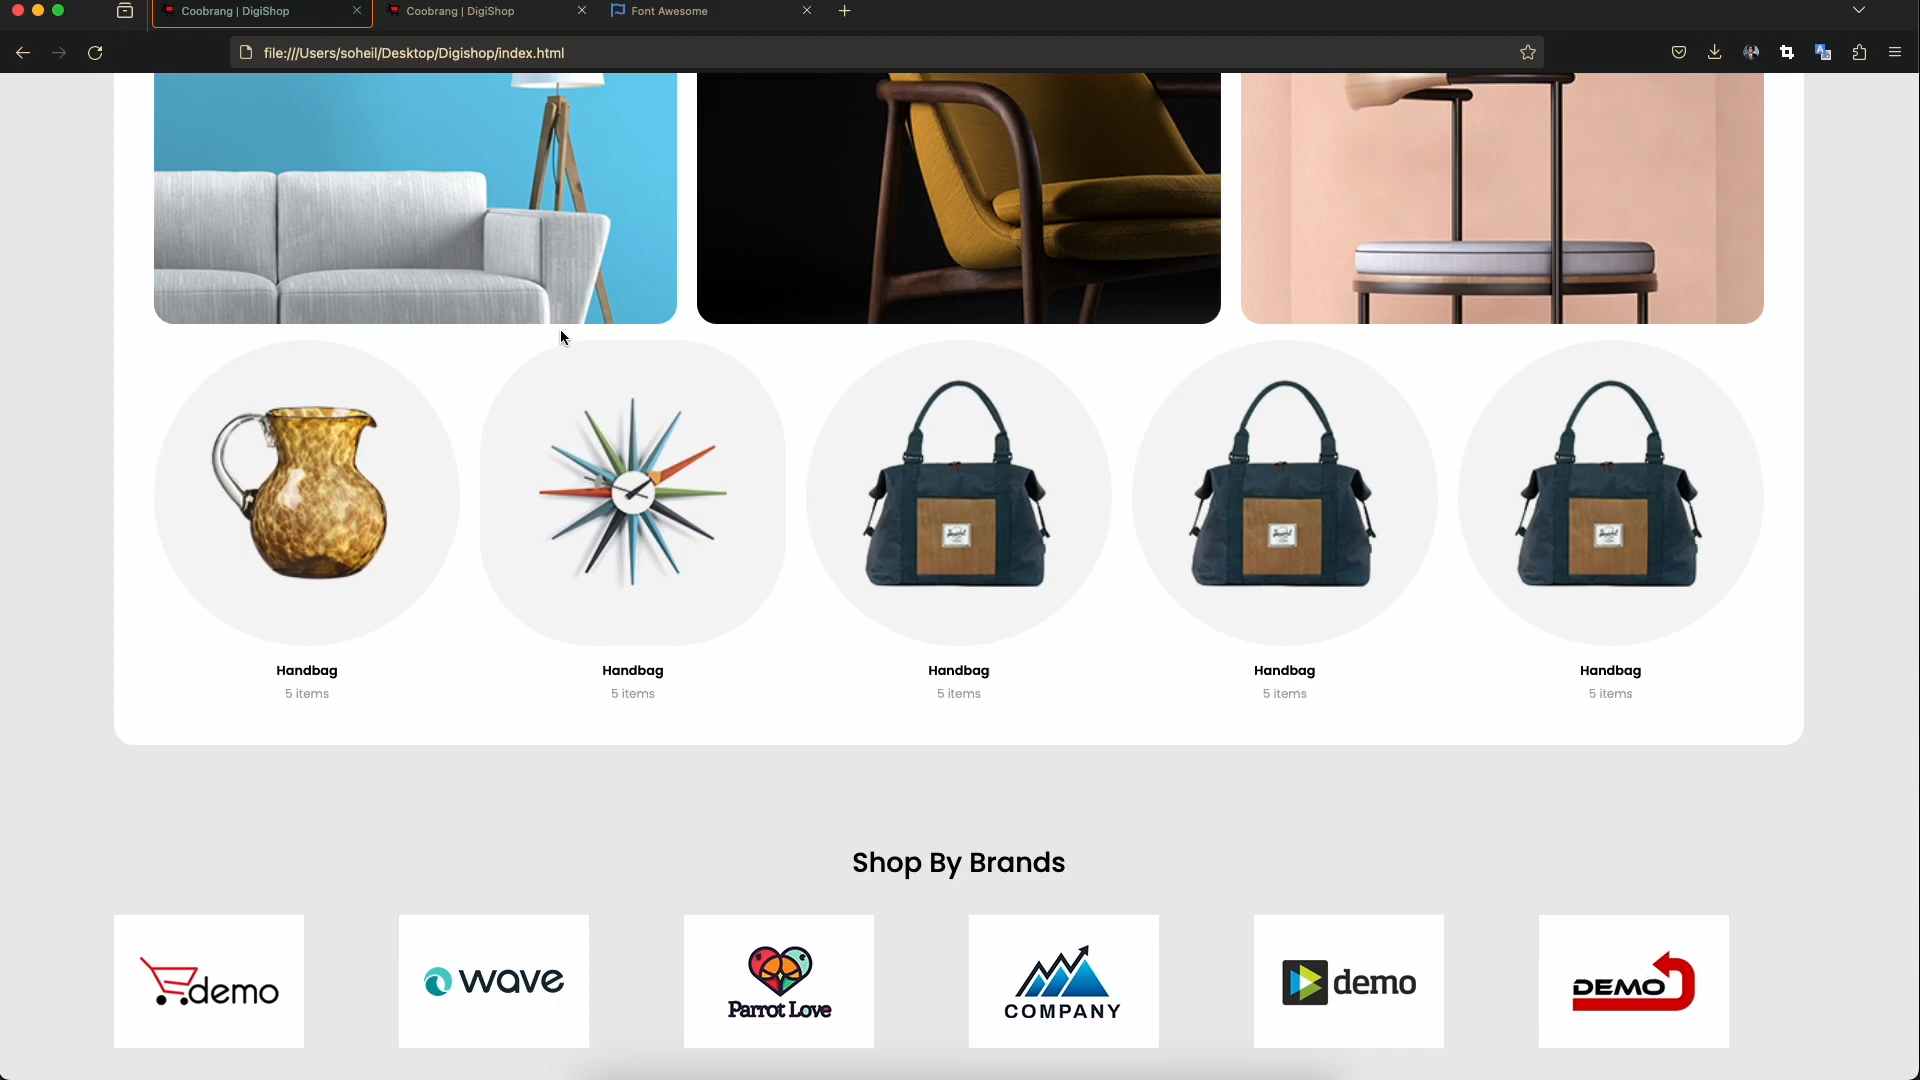 Coobrang | DigiShop
Coobrang | DigiShop
Font Awesome
file:///Users/soheil/Desktop/Digishop/index.html
Handbag
5 items
Handbag
5 items
Handbag
5 items
Handbag
5 items
Handbag
5 items
Shop By Brands
demo
wave
Parrot Love
COMPANY
demo
DEMO